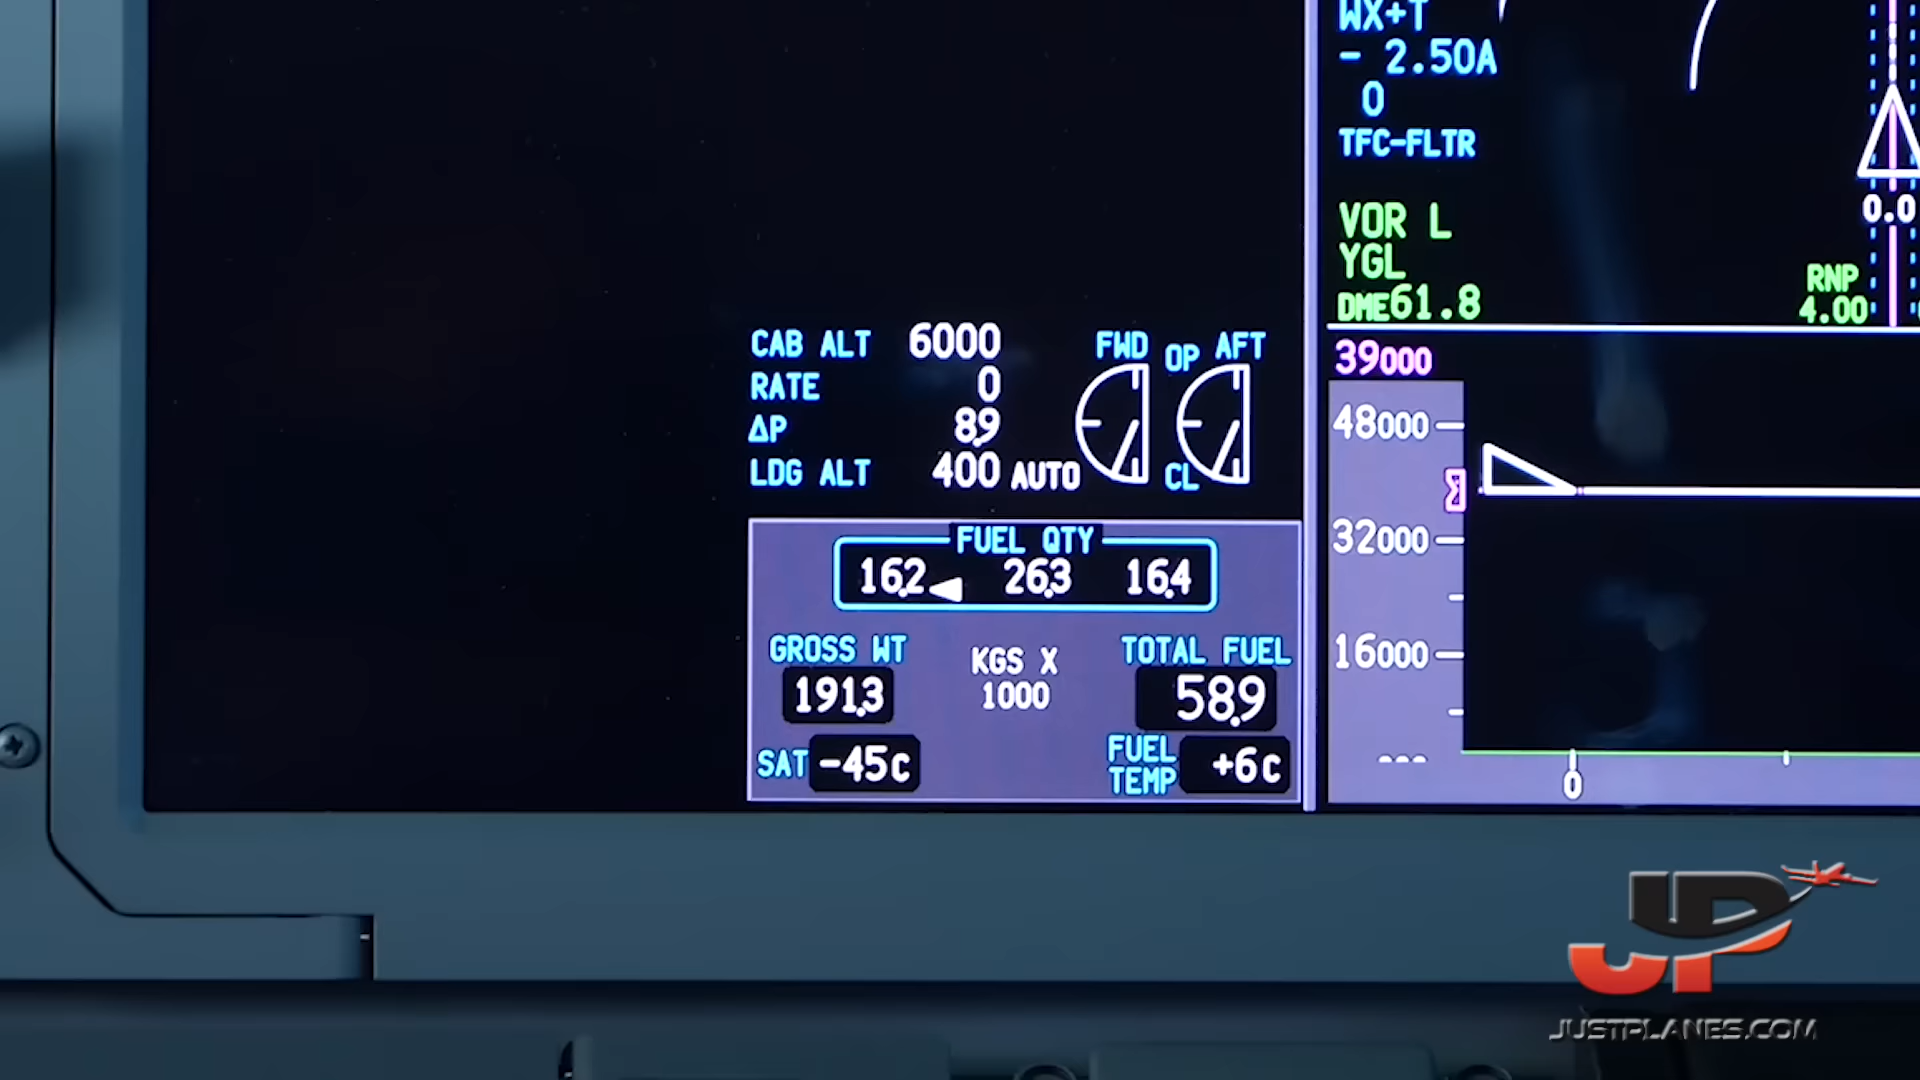 WX+T
- 2.50A
0
TFC-FLTR
0.0
VOR L
YGL
DME61.8
RNP
4.00
CAB ALT 6000
RATE 0
ΔP 8.9
LDG ALT 400 AUTO
FWD OP AFT
CL
39000
48000
32000
16000
---
0
FUEL QTY
16.2 26.3 16.4
GROSS WT
191.3
KGS X
1000
TOTAL FUEL
58.9
SAT -45c
FUEL
TEMP +6c
JP
JUSTPLANES.COM